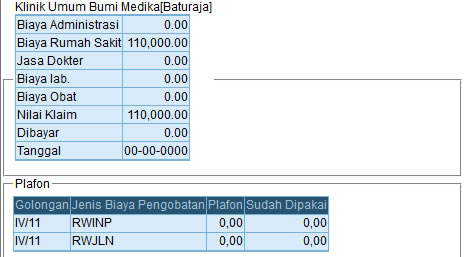 Klinik Umum Bumi Medika[Baturaja]
Biaya Administrasi 0.00
Biaya Rumah Sakit 110,000.00
Jasa Dokter 0.00
Biaya lab. 0.00
Biaya Obat 0.00
Nilai Klaim 110,000.00
Dibayar 0.00
Tanggal 00-00-0000
Plafon
Golongan Jenis Biaya Pengobatan Plafon Sudah Dipakai
IV/11 RWINP 0,00 0,00
IV/11 RWJLN 0,00 0,00